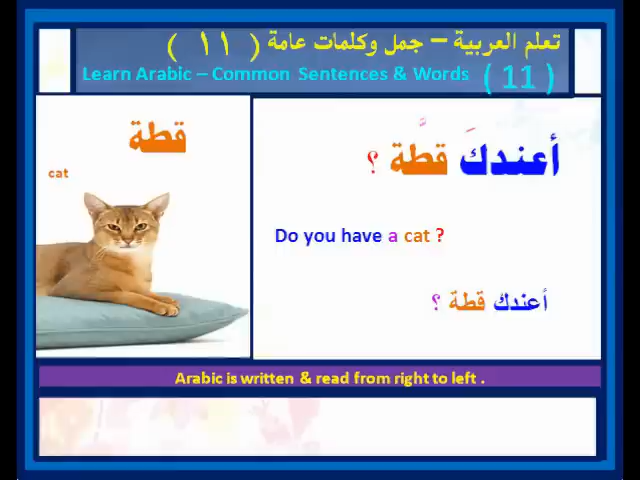 تعلم العربية – جمل وكلمات عامة ( ١١ )
Learn Arabic – Common Sentences & Words ( 11 )
قطة
cat
أعندكَ قطَّة ؟
Do you have a cat ?
أعندك قطة ؟
Arabic is written & read from right to left .